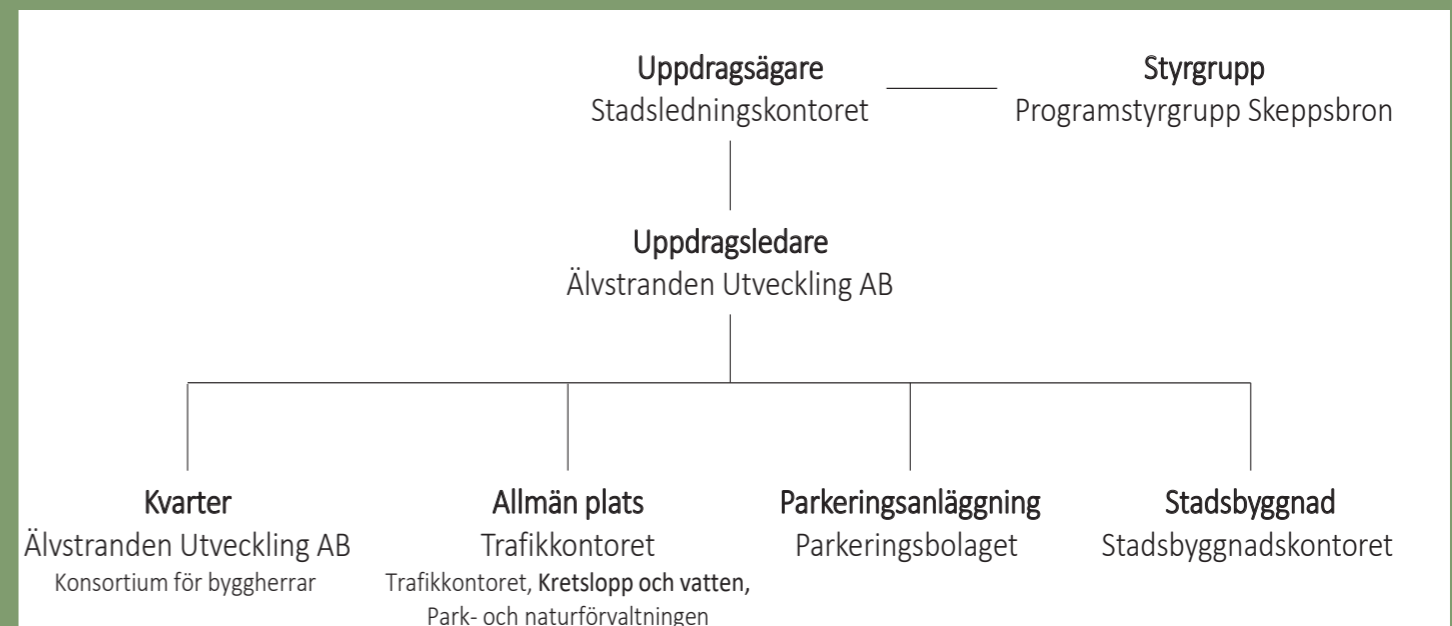 Uppdragsägare
Stadsledningskontoret
Styrgrupp
Programstyrgrupp Skeppsbron
Uppdragsledare
Älvstranden Utveckling AB
Kvarter
Älvstranden Utveckling AB
Konsortium för byggherrar
Allmän plats
Trafikkontoret
Trafikkontoret, Kretslopp och vatten,
Park- och naturförvaltningen
Parkeringsanläggning
Parkeringsbolaget
Stadsbyggnad
Stadsbyggnadskontoret